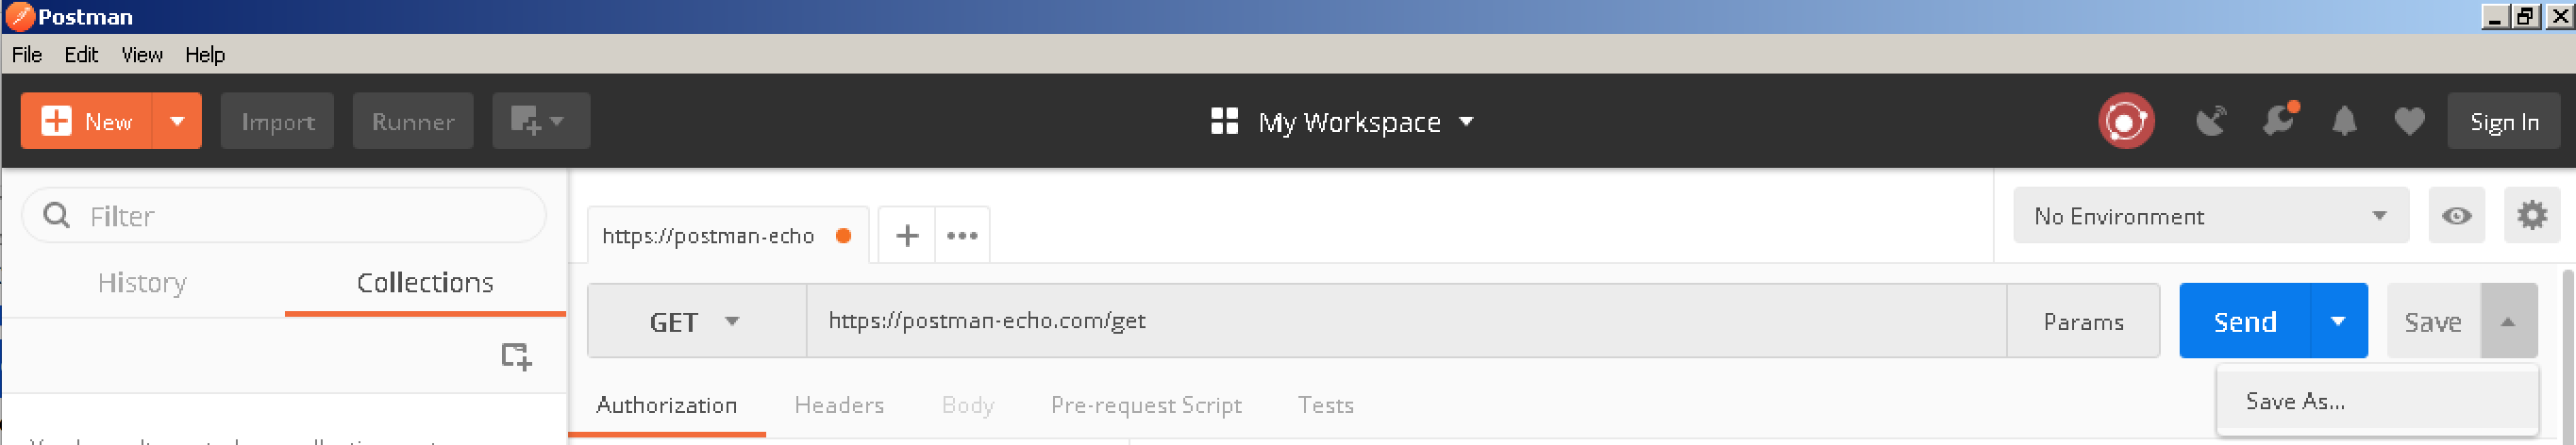 Postman
File Edit View Help
New Import Runner My Workspace Sign In
Filter
https://postman-echo
No Environment
History Collections
GET https://postman-echo.com/get Params Send Save
Save As...
Authorization Headers Body Pre-request Script Tests